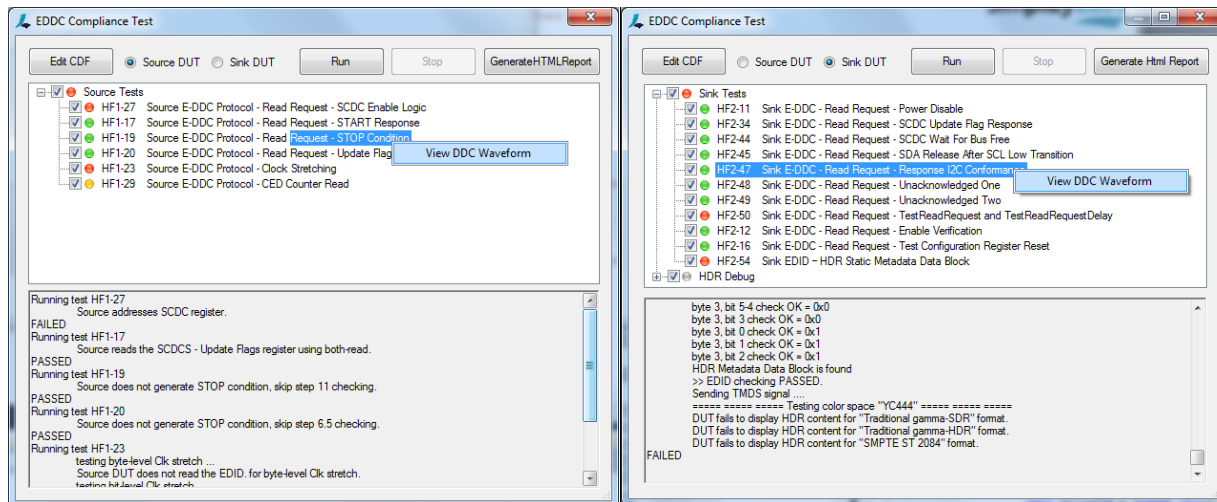 EDDC Compliance Test
Edit CDF Source DUT Sink DUT Run Stop GenerateHTMLReport
Source Tests
HF1-27 Source E-DDC Protocol - Read Request - SCDC Enable Logic
HF1-17 Source E-DDC Protocol - Read Request - START Response
HF1-19 Source E-DDC Protocol - Read Request - STOP Condition
HF1-20 Source E-DDC Protocol - Read Request - Update Flag
View DDC Waveform
HF1-23 Source E-DDC Protocol - Clock Stretching
HF1-29 Source E-DDC Protocol - CED Counter Read
Running test HF1-27
Source addresses SCDC register.
FAILED
Running test HF1-17
Source reads the SCDCS - Update Flags register using both-read.
PASSED
Running test HF1-19
Source does not generate STOP condition, skip step 11 checking.
PASSED
Running test HF1-20
Source does not generate STOP condition, skip step 6.5 checking.
PASSED
Running test HF1-23
testing byte-level Clk stretch ...
Source DUT does not read the EDID. for byte-level Clk stretch.
testing bit-level Clk stretch
EDDC Compliance Test
Edit CDF Source DUT Sink DUT Run Stop Generate Html Report
Sink Tests
HF2-11 Sink E-DDC - Read Request - Power Disable
HF2-34 Sink E-DDC - Read Request - SCDC Update Flag Response
HF2-44 Sink E-DDC - Read Request - SCDC Wait For Bus Free
HF2-45 Sink E-DDC - Read Request - SDA Release After SCL Low Transition
HF2-47 Sink E-DDC - Read Request - Response I2C Conformance
View DDC Waveform
HF2-48 Sink E-DDC - Read Request - Unacknowledged One
HF2-49 Sink E-DDC - Read Request - Unacknowledged Two
HF2-50 Sink E-DDC - Read Request - TestReadRequest and TestReadRequestDelay
HF2-12 Sink E-DDC - Read Request - Enable Verification
HF2-16 Sink E-DDC - Read Request - Test Configuration Register Reset
HF2-54 Sink EDID – HDR Static Metadata Data Block
HDR Debug
byte 3, bit 5-4 check OK = 0x0
byte 3, bit 3 check OK = 0x0
byte 3, bit 0 check OK = 0x1
byte 3, bit 1 check OK = 0x1
byte 3, bit 2 check OK = 0x1
HDR Metadata Data Block is found
>> EDID checking PASSED.
Sending TMDS signal ....
===== ===== ===== Testing color space "YC444" ===== ===== =====
DUT fails to display HDR content for "Traditional gamma-SDR" format.
DUT fails to display HDR content for "Traditional gamma-HDR" format.
DUT fails to display HDR content for "SMPTE ST 2084" format.
FAILED